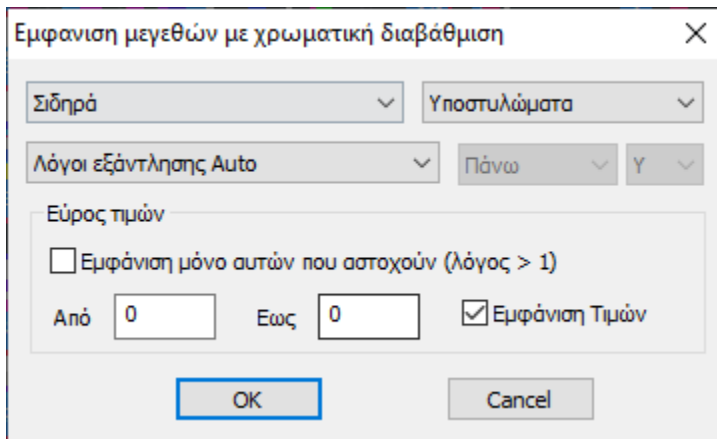 Εμφανιση μεγεθών με χρωματική διαβάθμιση
Σιδηρά Υποστυλώματα
Λόγοι εξάντλησης Auto Πάνω Y
Εύρος τιμών
Εμφάνιση μόνο αυτών που αστοχούν (λόγος > 1)
Από 0 Εως 0 Εμφάνιση Τιμών
OK Cancel